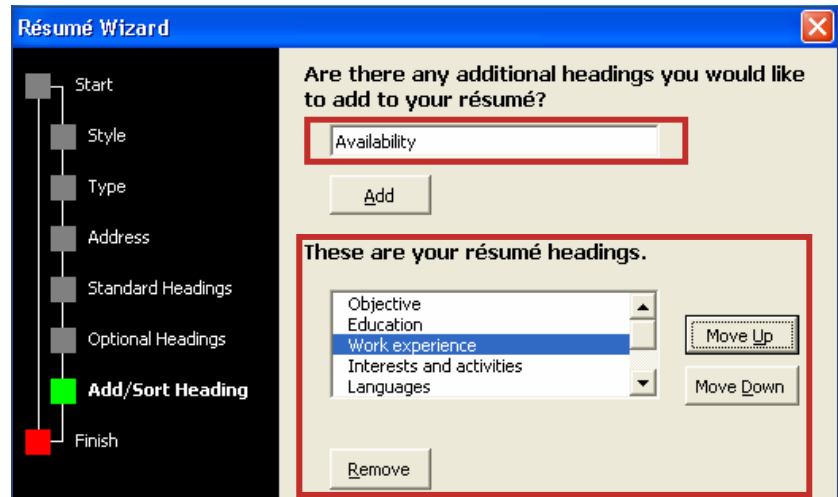 Résumé Wizard
Start
Style
Type
Address
Standard Headings
Optional Headings
Add/Sort Heading
Finish
Are there any additional headings you would like
to add to your résumé?
Availability
Add
These are your résumé headings.
Objective
Education
Work experience
Interests and activities
Languages
Move Up
Move Down
Remove